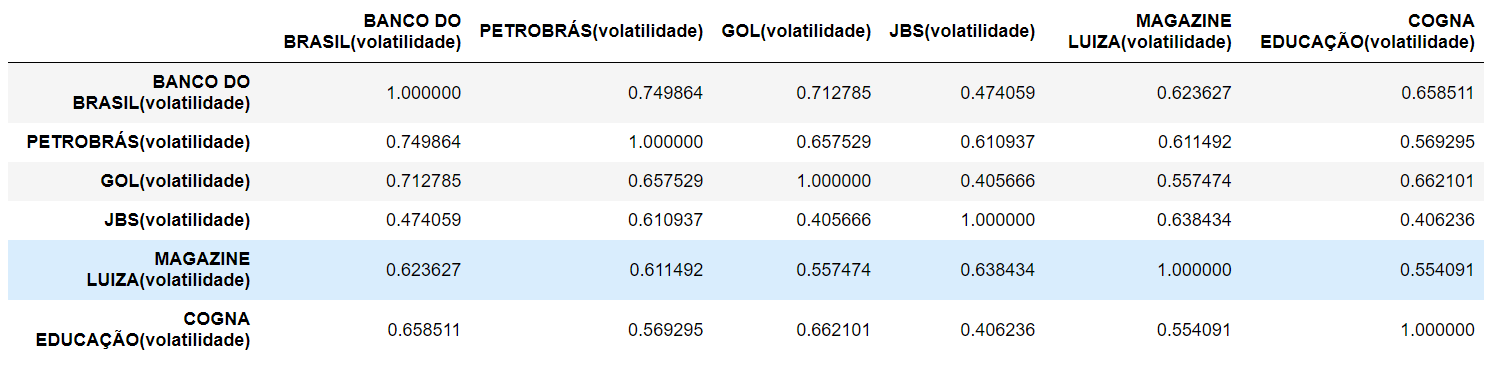 BANCO DO BRASIL(volatilidade) PETROBRÁS(volatilidade) GOL(volatilidade) JBS(volatilidade) MAGAZINE LUIZA(volatilidade) COGNA EDUCAÇÃO(volatilidade)
BANCO DO BRASIL(volatilidade) 1.000000 0.749864 0.712785 0.474059 0.623627 0.658511
PETROBRÁS(volatilidade) 0.749864 1.000000 0.657529 0.610937 0.611492 0.569295
GOL(volatilidade) 0.712785 0.657529 1.000000 0.405666 0.557474 0.662101
JBS(volatilidade) 0.474059 0.610937 0.405666 1.000000 0.638434 0.406236
MAGAZINE LUIZA(volatilidade) 0.623627 0.611492 0.557474 0.638434 1.000000 0.554091
COGNA EDUCAÇÃO(volatilidade) 0.658511 0.569295 0.662101 0.406236 0.554091 1.000000